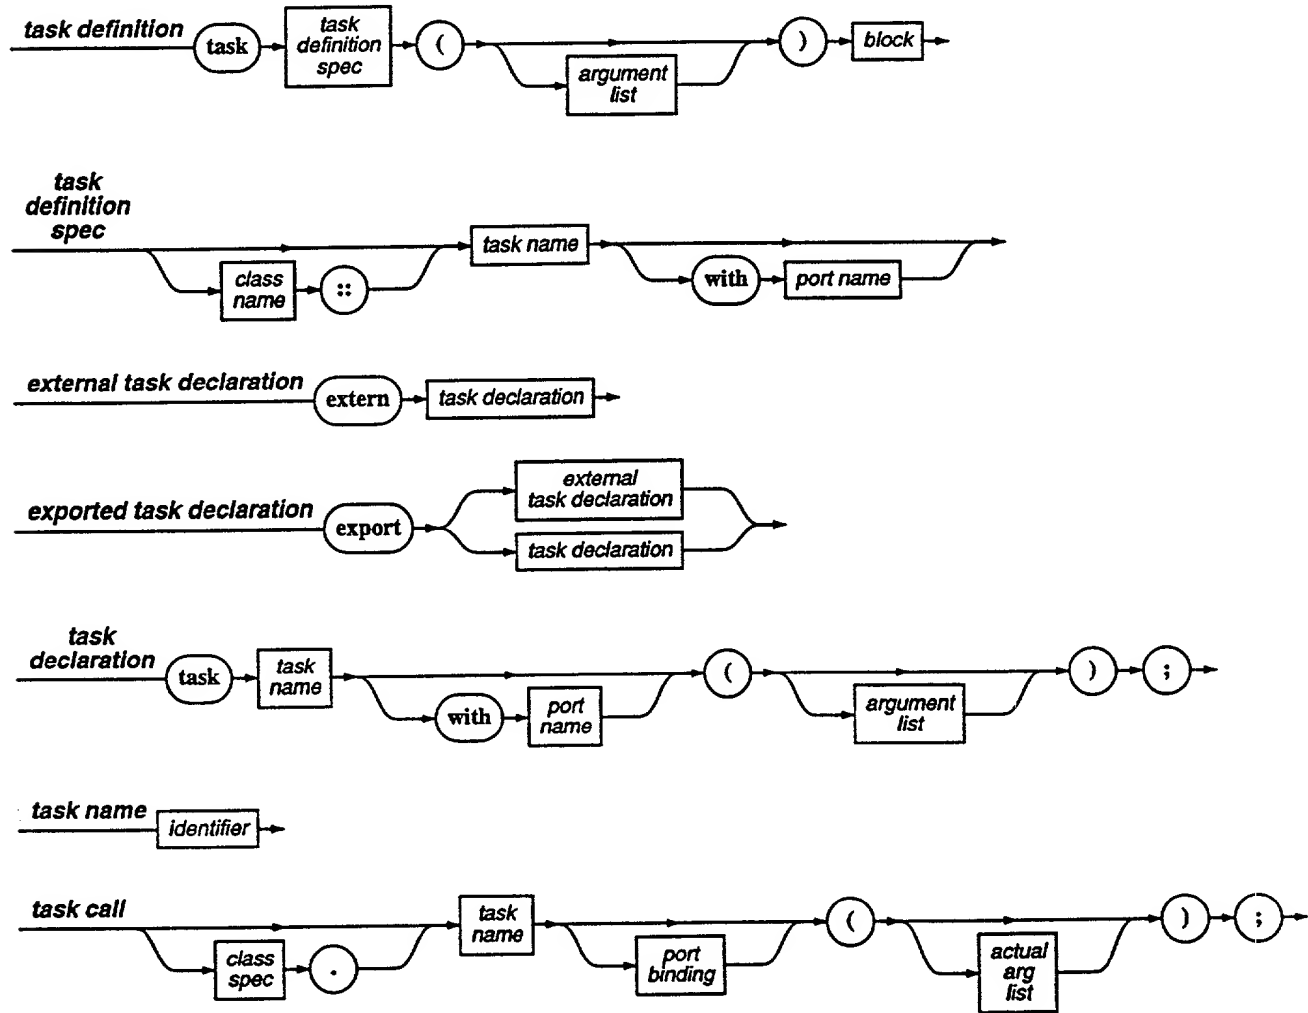 task definition
task
task
definition
spec
(
argument
list
)
block
task
definition
spec
class
name
::
task name
with
port name
external task declaration
extern
task declaration
exported task declaration
export
external
task declaration
task declaration
task
declaration
task
task
name
with
port
name
(
argument
list
)
;
task name
identifier
task call
class
spec
.
task
name
port
binding
(
actual
arg
list
)
;